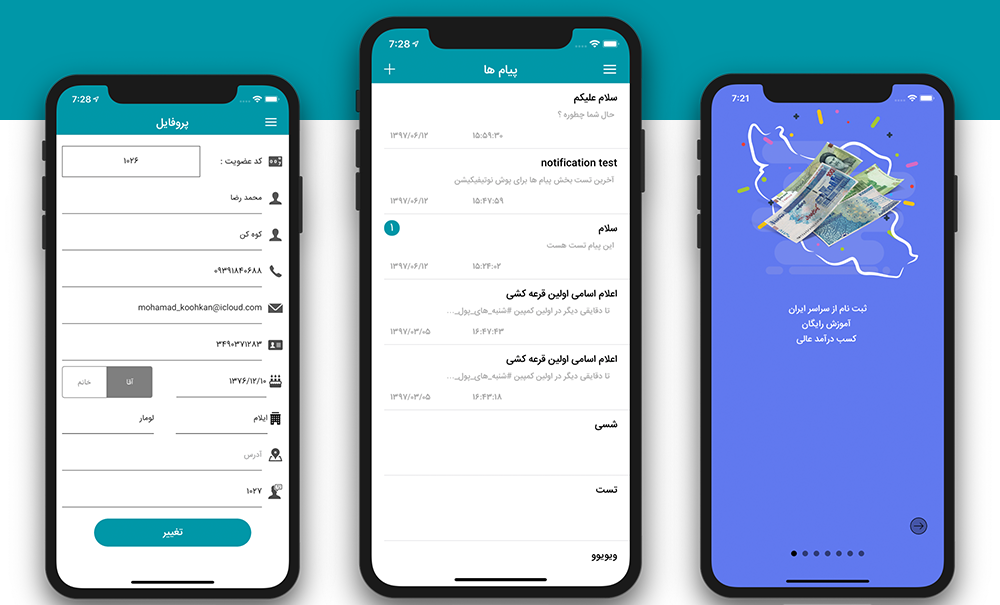 7:28
پروفایل
کد عضویت :
۱۰۲۶
محمد رضا
کوه کن
۰۹۳۹۱۸۴۰۶۸۸
mohamad_koohkan@icloud.com
۳۴۹۰۳۷۱۲۸۳
۱۳۷۶/۱۲/۱۰
آقا
خانم
ایلام
لومار
آدرس
۱۰۲۷
تغییر
7:28
پیام ها
سلام علیکم
حال شما چطوره ؟
۱۵:۵۹:۳۰
۱۳۹۷/۰۶/۱۲
notification test
آخرین تست بخش پیام ها برای پوش نوتیفیکیشن
۱۵:۴۷:۵۹
۱۳۹۷/۰۶/۱۲
سلام
۱
این پیام تست هست
۱۵:۲۴:۰۲
۱۳۹۷/۰۶/۱۲
اعلام اسامی اولین قرعه کشی
تا دقایقی دیگر در اولین کمپین #شنبه_های_پول_...
۱۶:۴۷:۴۳
۱۳۹۷/۰۳/۰۵
اعلام اسامی اولین قرعه کشی
تا دقایقی دیگر در اولین کمپین #شنبه_های_پول_...
۱۶:۴۳:۱۸
۱۳۹۷/۰۳/۰۵
شسی
تست
ویویوو
7:21
ثبت نام از سراسر ایران
آموزش رایگان
کسب درآمد عالی